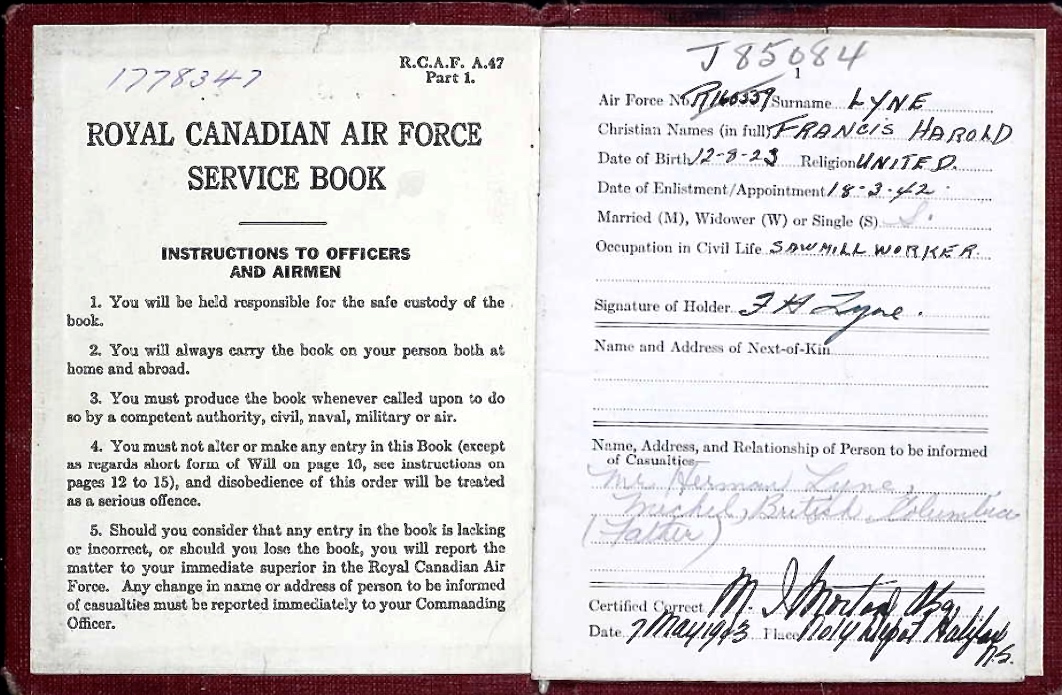 1778347
R.C.A.F. A.47
Part 1.
ROYAL CANADIAN AIR FORCE
SERVICE BOOK
INSTRUCTIONS TO OFFICERS
AND AIRMEN
1. You will be held responsible for the safe custody of the
book.
2. You will always carry the book on your person both at
home and abroad.
3. You must produce the book whenever called upon to do
so by a competent authority, civil, naval, military or air.
4. You must not alter or make any entry in this Book (except
as regards short form of Will on page 16, see instructions on
pages 12 to 15), and disobedience of this order will be treated
as a serious offence.
5. Should you consider that any entry in the book is lacking
or incorrect, or should you lose the book, you will report the
matter to your immediate superior in the Royal Canadian Air
Force. Any change in name or address of person to be informed
of casualties must be reported immediately to your Commanding
Officer.
J85084
1
Air Force No. R160339 Surname LYNE
Christian Names (in full) FRANCIS HAROLD
Date of Birth 12-8-23 Religion UNITED.
Date of Enlistment/Appointment 18-3-42
Married (M), Widower (W) or Single (S) S.
Occupation in Civil Life SAWMILL WORKER.
Signature of Holder F H Lyne.
Name and Address of Next-of-Kin
Name, Address, and Relationship of Person to be informed
of Casualties
Mr. Herman Lyne,
Michel, British Columbia
(Father)
Certified Correct M. J. Morton
Date 7 May 1943 Place Depot Halifax
N.S.